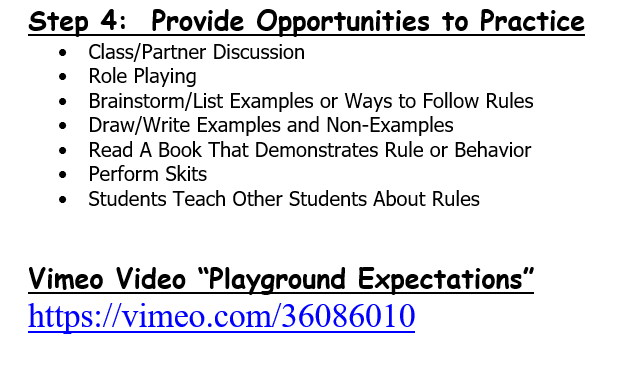 Step 4: Provide Opportunities to Practice
• Class/Partner Discussion
• Role Playing
• Brainstorm/List Examples or Ways to Follow Rules
• Draw/Write Examples and Non-Examples
• Read A Book That Demonstrates Rule or Behavior
• Perform Skits
• Students Teach Other Students About Rules
Vimeo Video “Playground Expectations”
https://vimeo.com/36086010